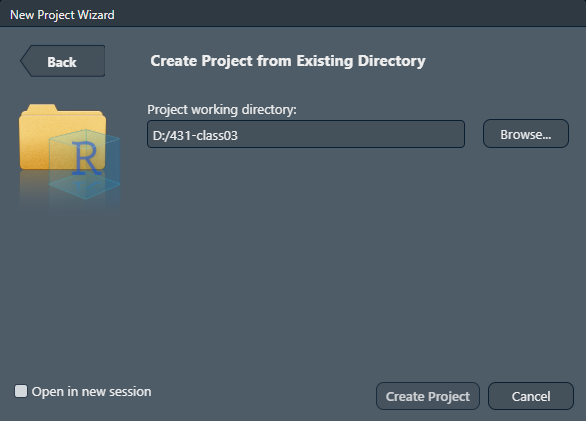 New Project Wizard
Back
Create Project from Existing Directory
Project working directory:
D:/431-class03
Browse...
R
Open in new session
Create Project
Cancel